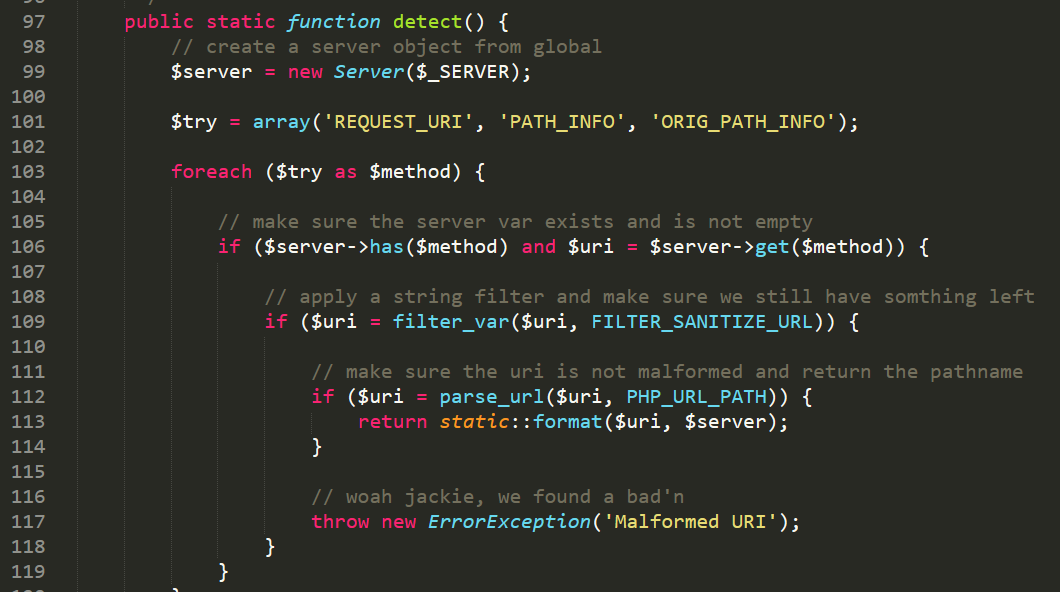 97 public static function detect() {
98 // create a server object from global
99 $server = new Server($_SERVER);
100
101 $try = array('REQUEST_URI', 'PATH_INFO', 'ORIG_PATH_INFO');
102
103 foreach ($try as $method) {
104
105 // make sure the server var exists and is not empty
106 if ($server->has($method) and $uri = $server->get($method)) {
107
108 // apply a string filter and make sure we still have somthing left
109 if ($uri = filter_var($uri, FILTER_SANITIZE_URL)) {
110
111 // make sure the uri is not malformed and return the pathname
112 if ($uri = parse_url($uri, PHP_URL_PATH)) {
113 return static::format($uri, $server);
114 }
115
116 // woah jackie, we found a bad'n
117 throw new ErrorException('Malformed URI');
118 }
119 }